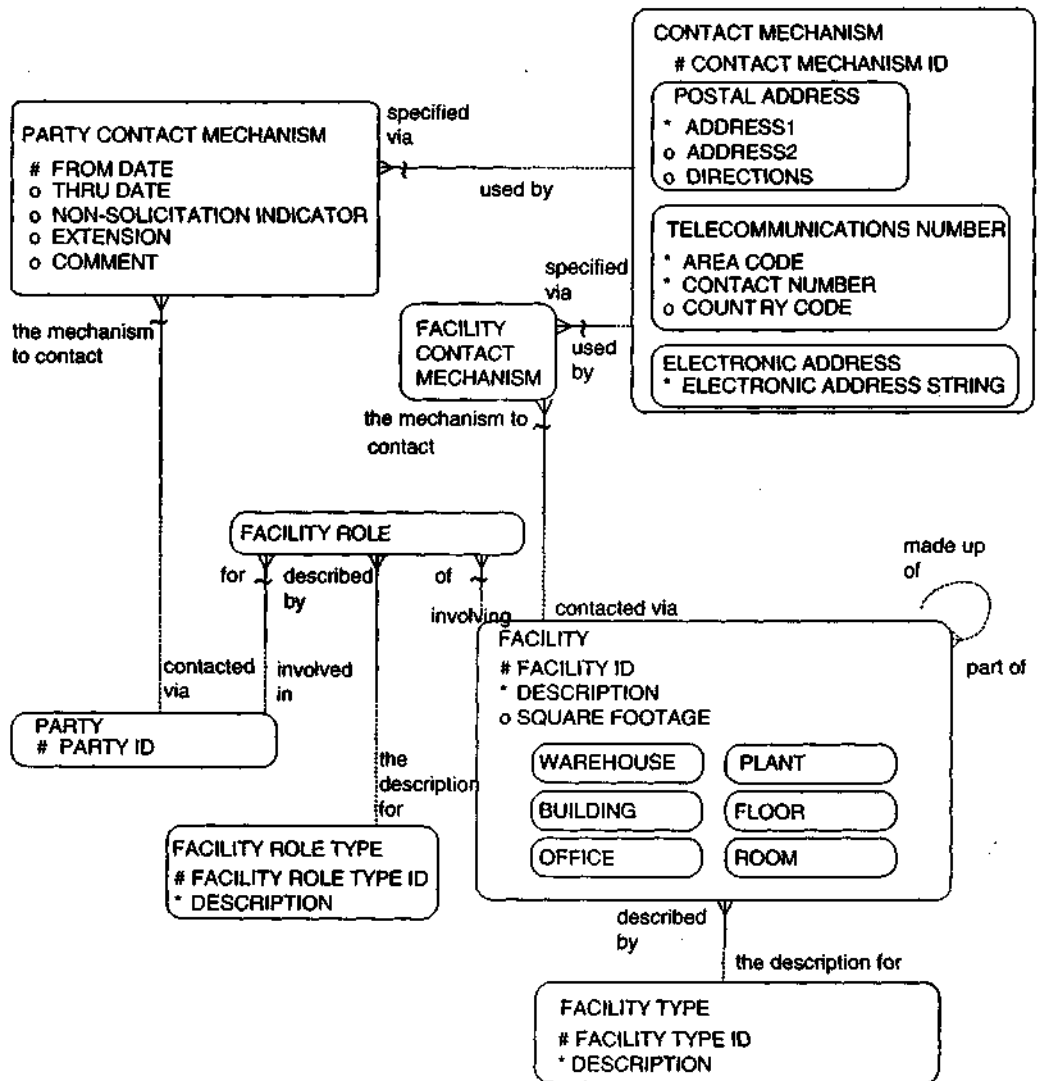 CONTACT MECHANISM
# CONTACT MECHANISM ID
POSTAL ADDRESS
* ADDRESS1
o ADDRESS2
o DIRECTIONS
TELECOMMUNICATIONS NUMBER
* AREA CODE
* CONTACT NUMBER
o COUNTRY CODE
ELECTRONIC ADDRESS
* ELECTRONIC ADDRESS STRING
specified
via
used by
PARTY CONTACT MECHANISM
# FROM DATE
o THRU DATE
o NON-SOLICITATION INDICATOR
o EXTENSION
o COMMENT
specified
via
used
by
the mechanism
to contact
FACILITY
CONTACT
MECHANISM
the mechanism to
contact
FACILITY ROLE
for
described
by
of
involving
contacted via
made up
of
part of
contacted
via
involved
in
PARTY
# PARTY ID
the
description
for
FACILITY
# FACILITY ID
* DESCRIPTION
o SQUARE FOOTAGE
WAREHOUSE
PLANT
BUILDING
FLOOR
OFFICE
ROOM
FACILITY ROLE TYPE
# FACILITY ROLE TYPE ID
* DESCRIPTION
described
by
the description for
FACILITY TYPE
# FACILITY TYPE ID
* DESCRIPTION